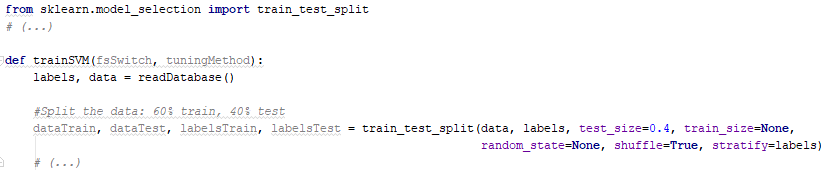 from sklearn.model_selection import train_test_split
# (...)
def trainSVM(fsSwitch, tuningMethod):
labels, data = readDatabase()
#Split the data: 60% train, 40% test
dataTrain, dataTest, labelsTrain, labelsTest = train_test_split(data, labels, test_size=0.4, train_size=None,
random_state=None, shuffle=True, stratify=labels)
# (...)